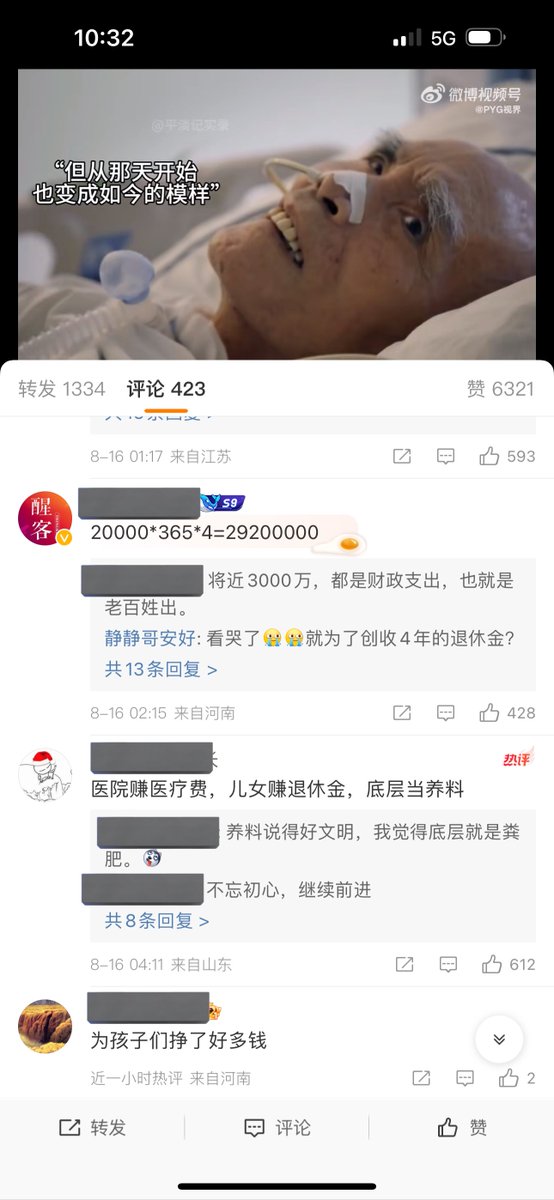 10:32
5G
微博视频号
@PYG视界
@平淡记实录
“但从那天开始
也变成如今的模样”
转发 1334 评论 423 赞 6321
8-16 01:17 来自江苏 593
醒客
S9
20000*365*4=29200000
将近3000万，都是财政支出，也就是
老百姓出。
静静哥安好: 看哭了😭😭就为了创收4年的退休金？
共13条回复 >
8-16 02:15 来自河南 428
热评
医院赚医疗费，儿女赚退休金，底层当养料
养料说得好文明，我觉得底层就是粪
肥。
不忘初心，继续前进
共8条回复 >
8-16 04:11 来自山东 612
为孩子们挣了好多钱
近一小时热评 来自河南 2
转发 评论 赞